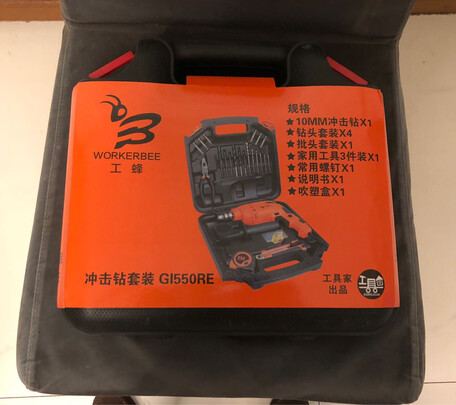 WORKERBEE
工蜂
规格
★10MM冲击钻X1
★钻头套装X4
★批头套装X1
★家用工具3件装X1
★常用螺钉X1
★说明书X1
★吹塑盒X1
冲击钻套装 GI550RE
工具家
出品